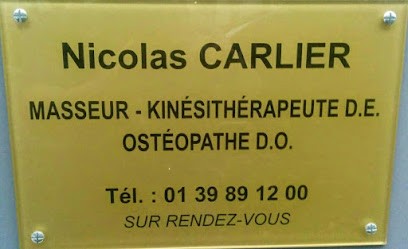 Nicolas CARLIER
MASSEUR - KINÉSITHÉRAPEUTE D.E.
OSTÉOPATHE D.O.
Tél. : 01 39 89 12 00
SUR RENDEZ-VOUS